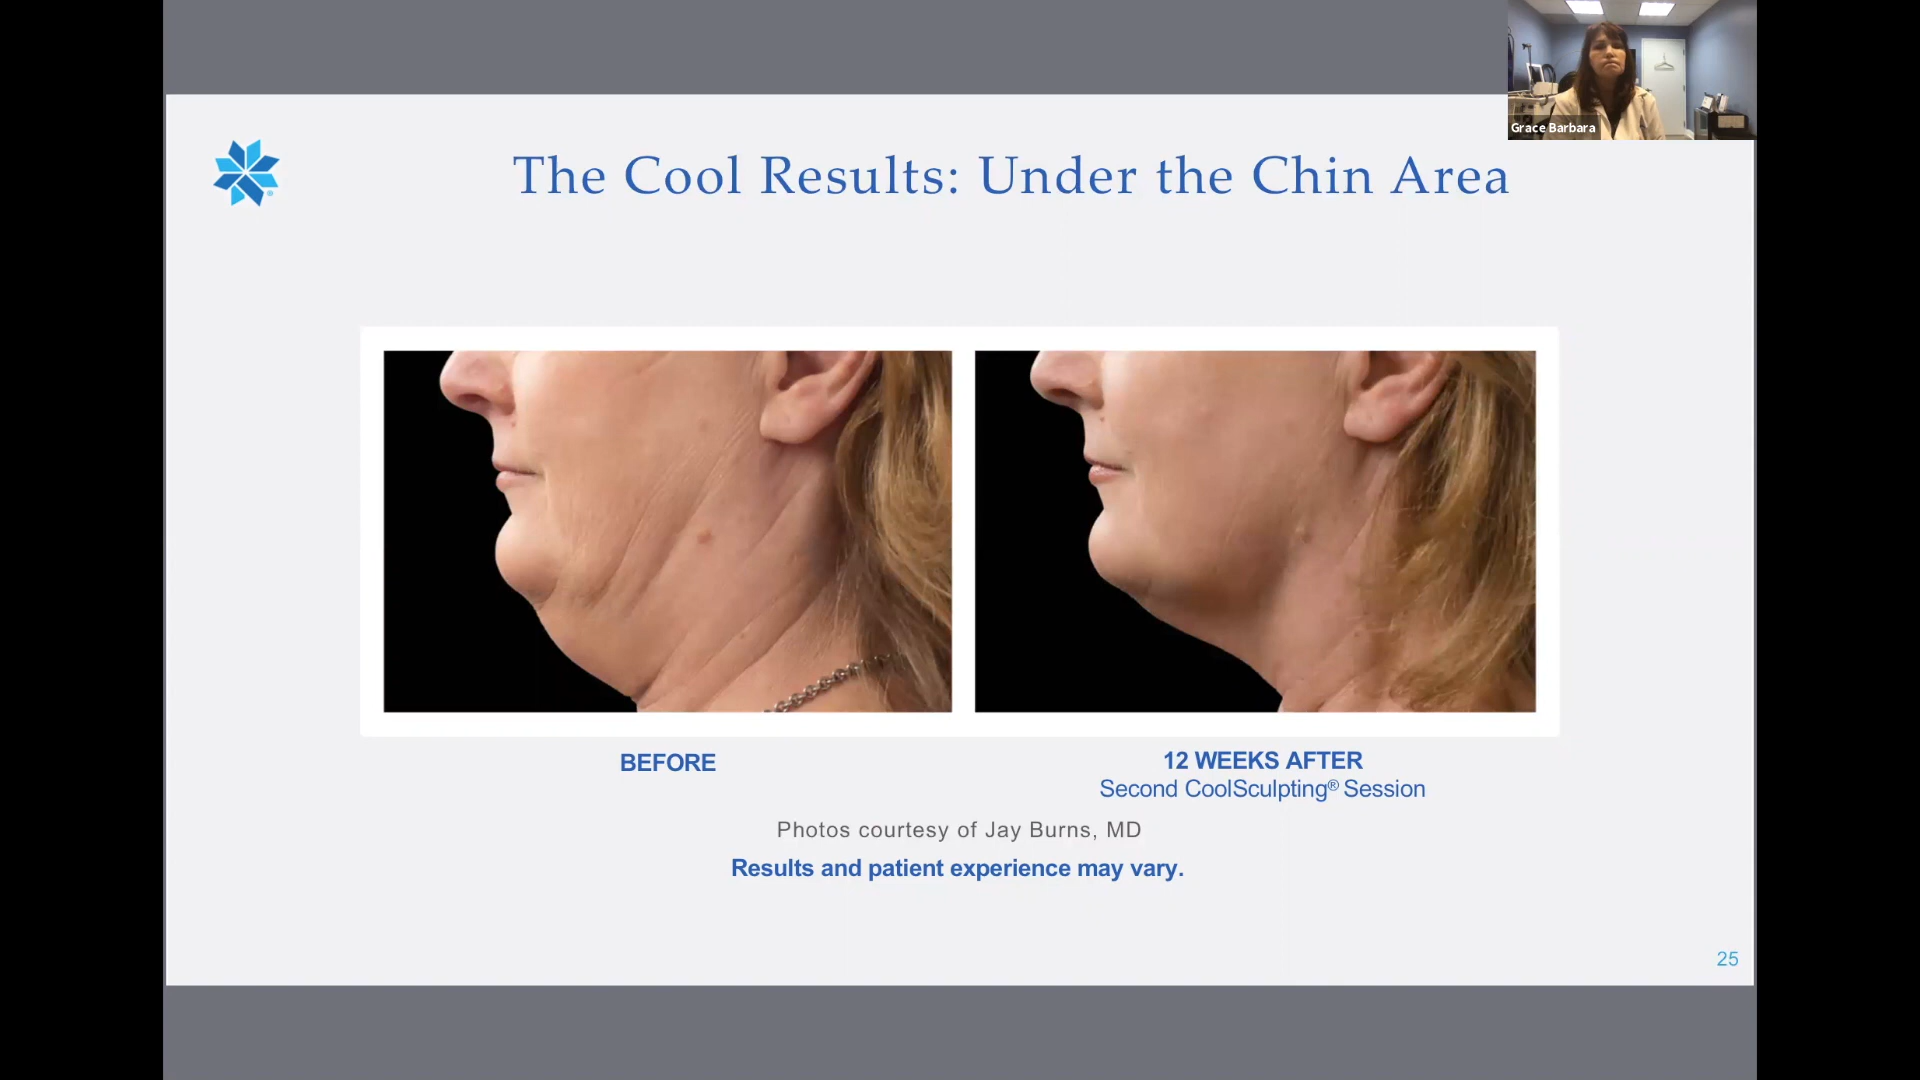 Grace Barbara
The Cool Results: Under the Chin Area
BEFORE
12 WEEKS AFTER
Second CoolSculpting® Session
Photos courtesy of Jay Burns, MD
Results and patient experience may vary.
25